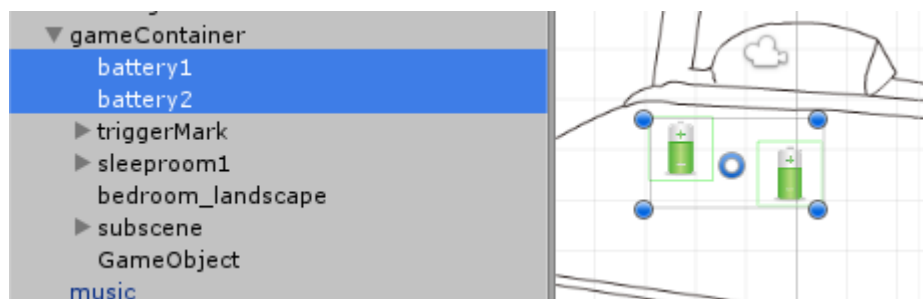 gameContainer
battery1
battery2
triggerMark
sleeproom1
bedroom_landscape
subscene
GameObject
music